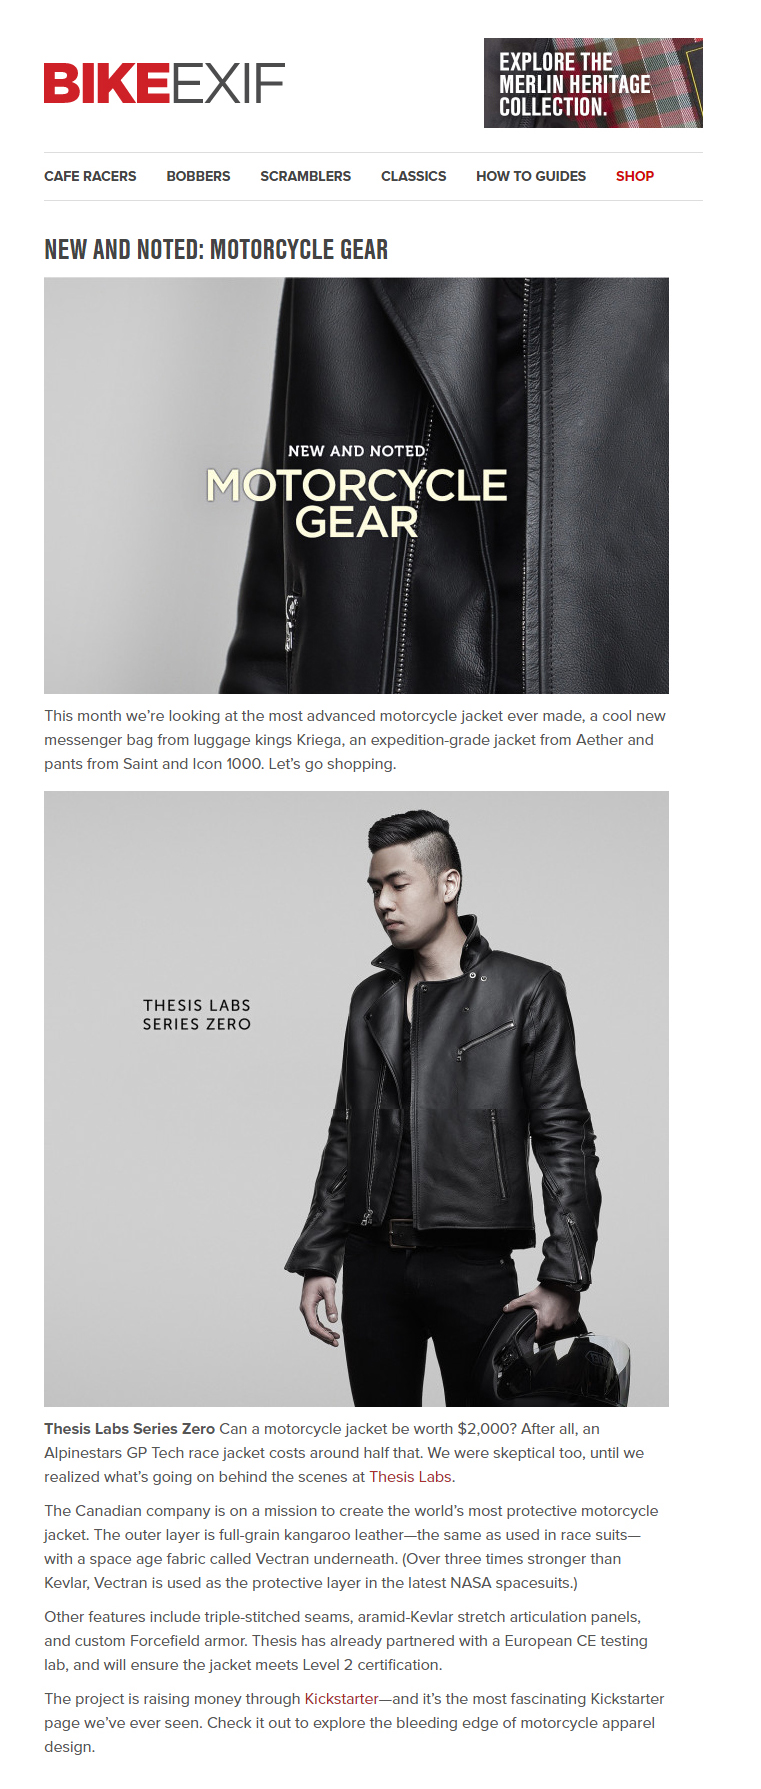 BIKEEXIF
EXPLORE THE
MERLIN HERITAGE
COLLECTION.
CAFE RACERS BOBBERS SCRAMBLERS CLASSICS HOW TO GUIDES SHOP
NEW AND NOTED: MOTORCYCLE GEAR
NEW AND NOTED
MOTORCYCLE
GEAR
This month we're looking at the most advanced motorcycle jacket ever made, a cool new
messenger bag from luggage kings Kriega, an expedition-grade jacket from Aether and
pants from Saint and Icon 1000. Let's go shopping.
THESIS LABS
SERIES ZERO
Thesis Labs Series Zero Can a motorcycle jacket be worth $2,000? After all, an
Alpinestars GP Tech race jacket costs around half that. We were skeptical too, until we
realized what's going on behind the scenes at Thesis Labs.
The Canadian company is on a mission to create the world's most protective motorcycle
jacket. The outer layer is full-grain kangaroo leather—the same as used in race suits—
with a space age fabric called Vectran underneath. (Over three times stronger than
Kevlar, Vectran is used as the protective layer in the latest NASA spacesuits.)
Other features include triple-stitched seams, aramid-Kevlar stretch articulation panels,
and custom Forcefield armor. Thesis has already partnered with a European CE testing
lab, and will ensure the jacket meets Level 2 certification.
The project is raising money through Kickstarter—and it's the most fascinating Kickstarter
page we've ever seen. Check it out to explore the bleeding edge of motorcycle apparel
design.